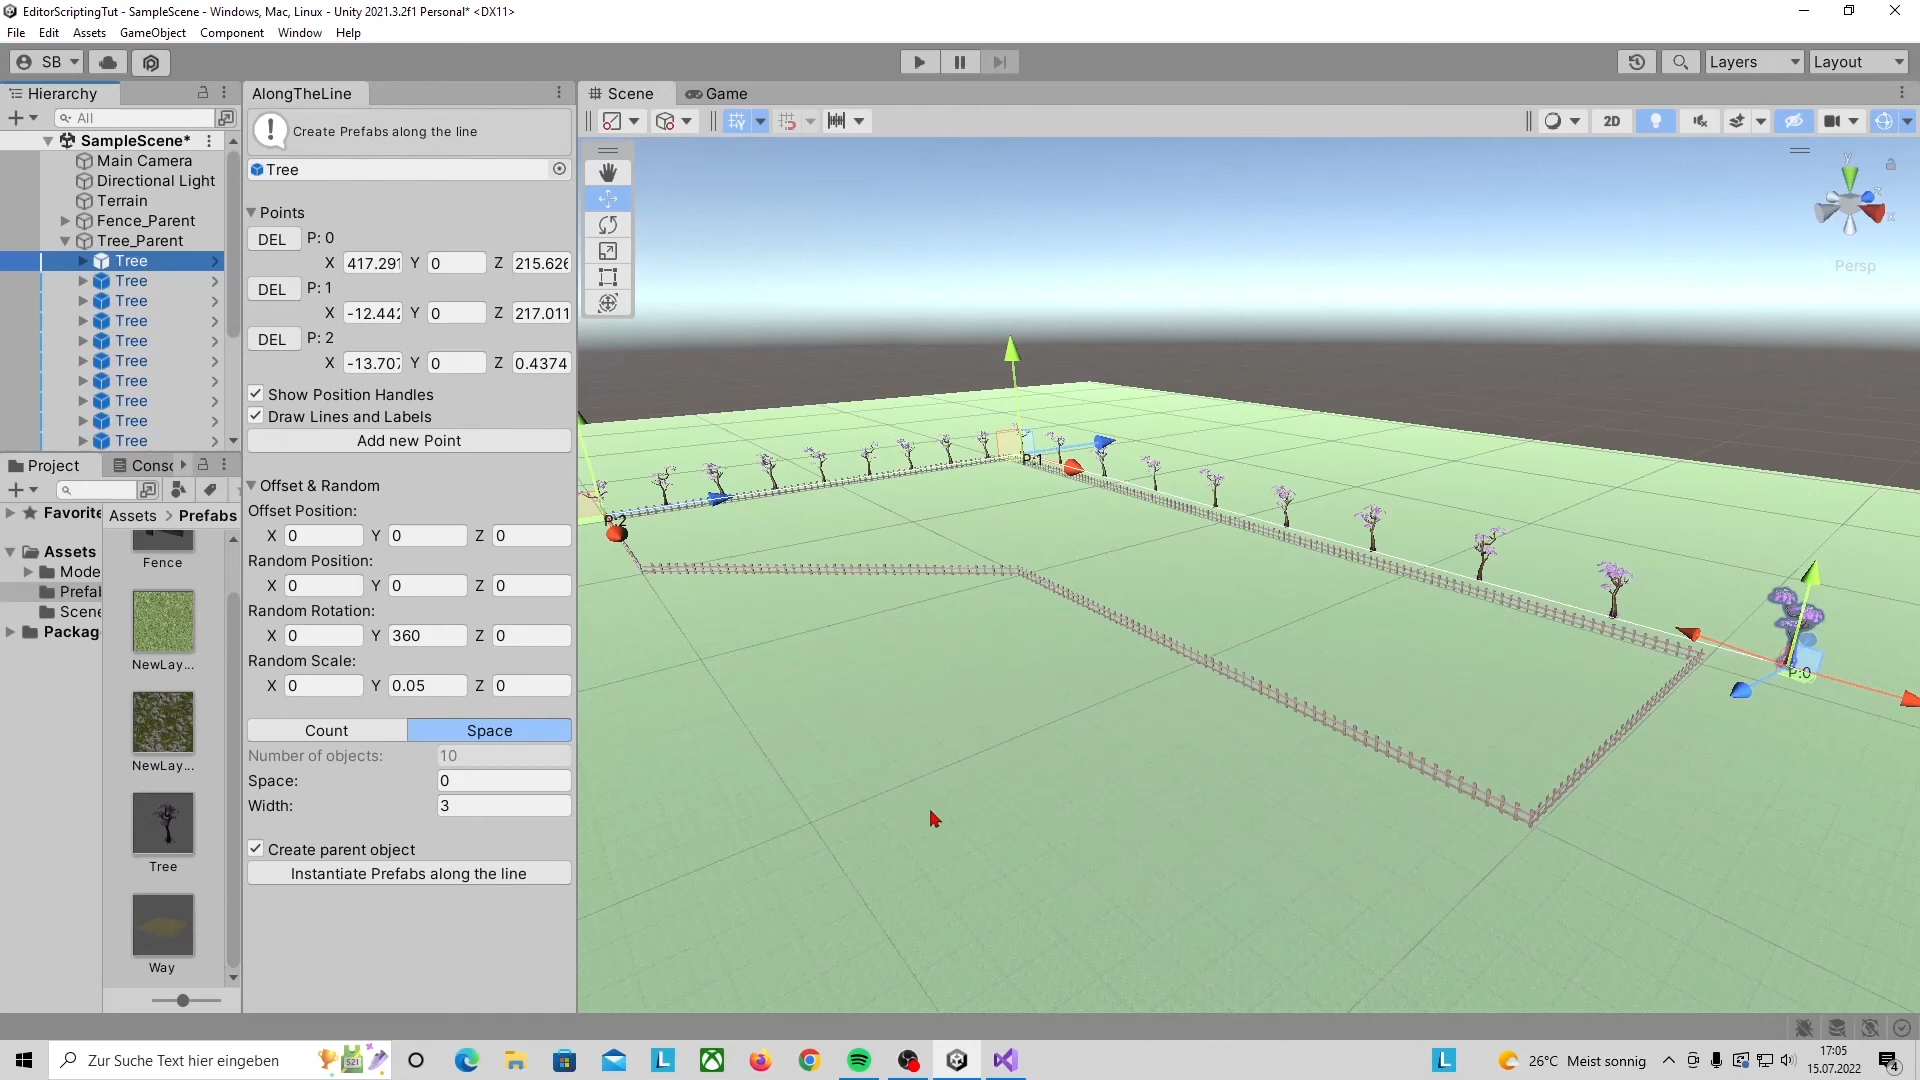 EditorScriptingTut - SampleScene - Windows, Mac, Linux - Unity 2021.3.2f1 Personal* <DX11>
File Edit Assets GameObject Component Window Help
SB
Layers
Layout
Hierarchy
AlongTheLine
Scene
Game
All
Create Prefabs along the line
2D
SampleScene*
Main Camera
Directional Light
Terrain
Fence_Parent
Tree_Parent
Tree
Tree
Tree
Tree
Tree
Tree
Tree
Tree
Tree
Tree
Tree
Points
DEL P: 0
X 417.291 Y 0 Z 215.626
DEL P: 1
X -12.442 Y 0 Z 217.011
DEL P: 2
X -13.707 Y 0 Z 0.4374
Show Position Handles
Draw Lines and Labels
Add new Point
Offset & Random
Offset Position:
X 0 Y 0 Z 0
Random Position:
X 0 Y 0 Z 0
Random Rotation:
X 0 Y 360 Z 0
Random Scale:
X 0 Y 0.05 Z 0
Count Space
Number of objects: 10
Space: 0
Width: 3
Create parent object
Instantiate Prefabs along the line
Project
Consc
Favorite
Assets > Prefabs
Assets
Mode
Prefab
Scene
Packag
Fence
NewLay...
NewLay...
Tree
Way
y
z
x
Persp
P:1
P:2
P:0
Zur Suche Text hier eingeben
521
L
L
26°C Meist sonnig
17:05
15.07.2022
4